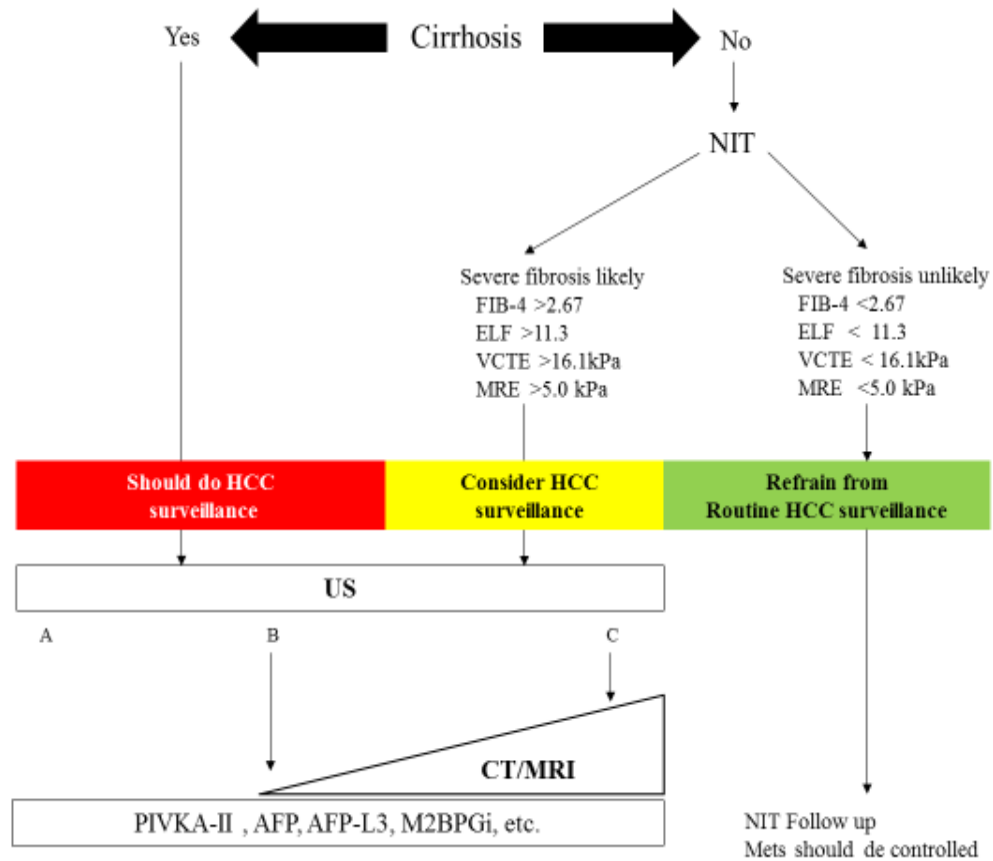 Yes
Cirrhosis
No
NIT
Severe fibrosis likely
FIB-4 >2.67
ELF >11.3
VCTE >16.1kPa
MRE >5.0 kPa
Severe fibrosis unlikely
FIB-4 <2.67
ELF < 11.3
VCTE < 16.1kPa
MRE <5.0 kPa
Should do HCC
surveillance
Consider HCC
surveillance
Refrain from
Routine HCC surveillance
US
A
B
C
CT/MRI
PIVKA-II , AFP, AFP-L3, M2BPGi, etc.
NIT Follow up
Mets should de controlled